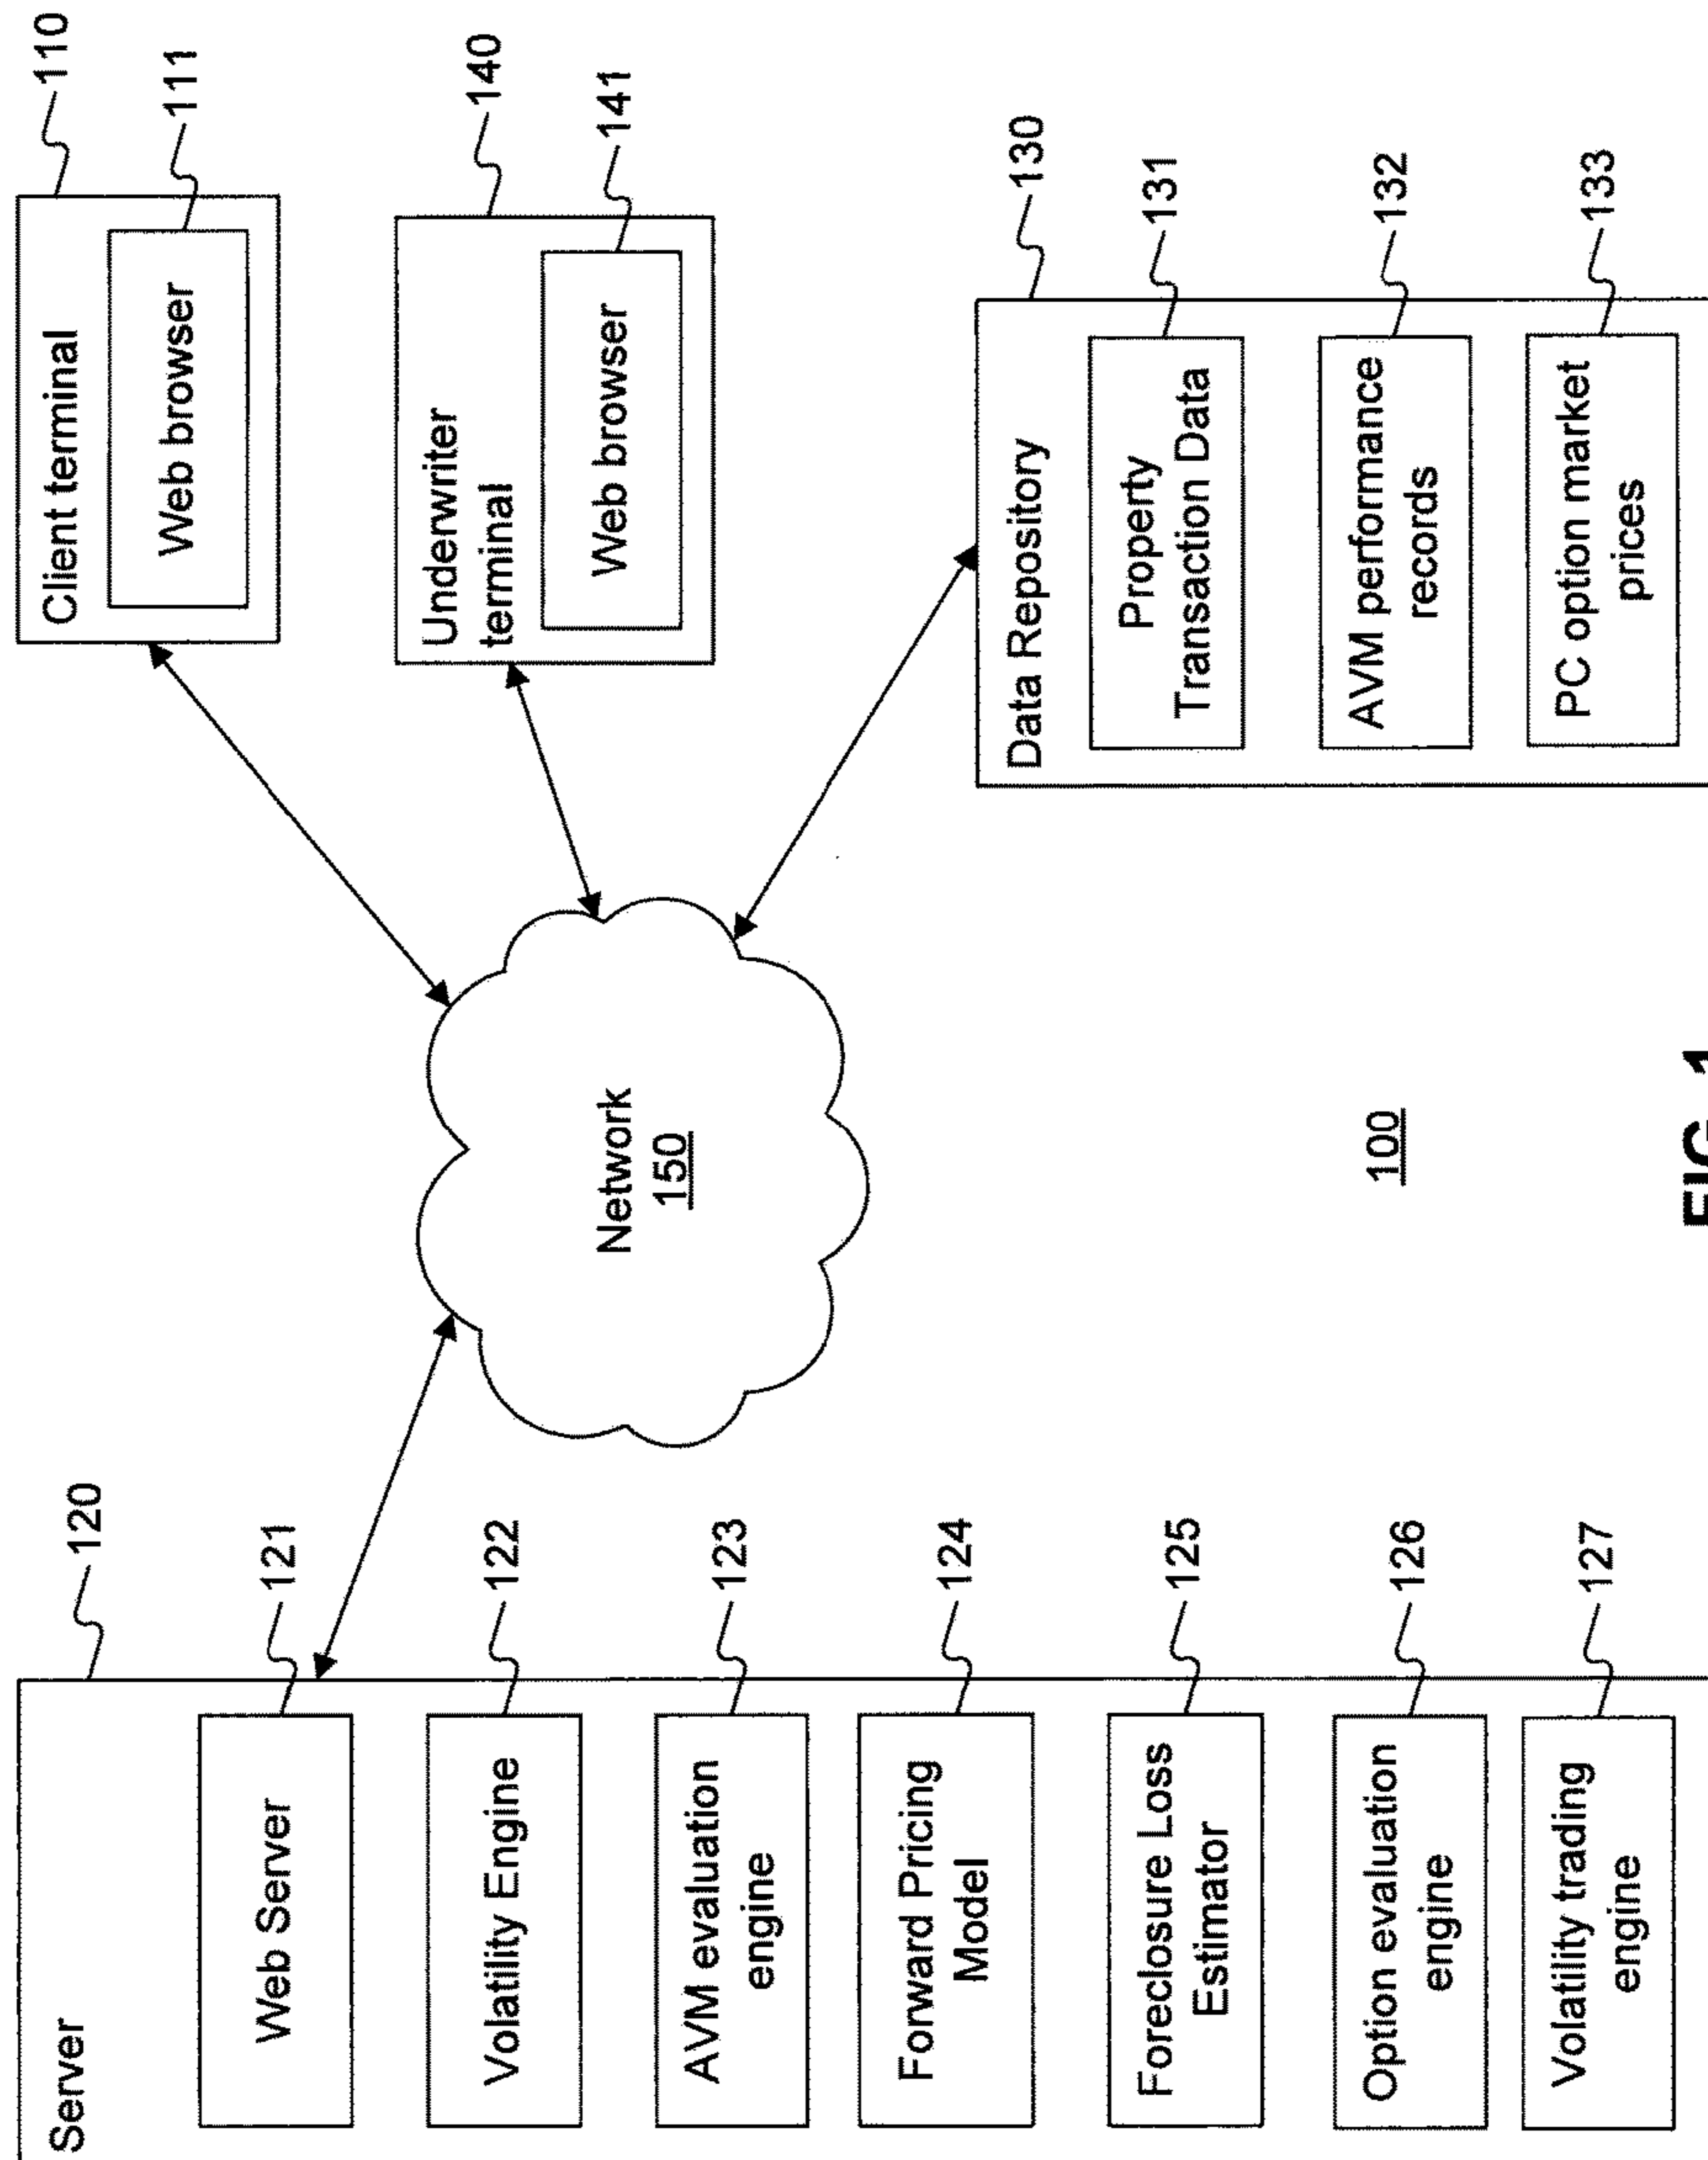 Server
120
Web Server
121
Volatility Engine
122
AVM evaluation
engine
123
Forward Pricing
Model
124
Foreclosure Loss
Estimator
125
Option evaluation
engine
126
Volatility trading
engine
127
Network
150
Client terminal
110
Web browser
111
Underwriter
terminal
140
Web browser
141
Data Repository
130
Property
Transaction Data
131
AVM performance
records
132
PC option market
prices
133
100
FIG. 1